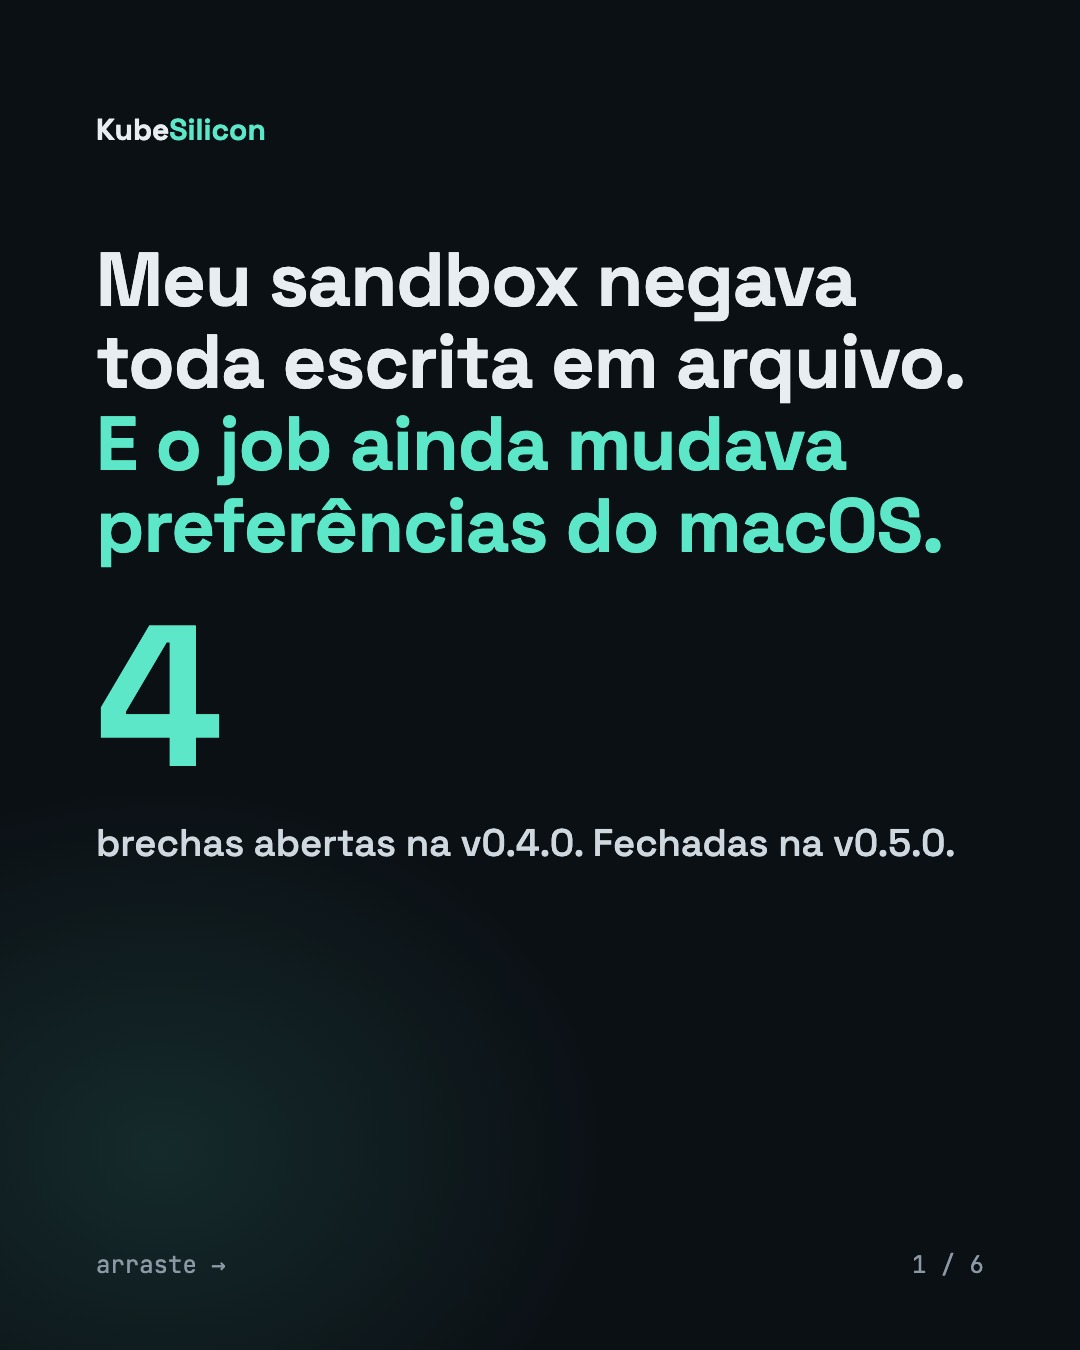 KubeSilicon
Meu sandbox negava
toda escrita em arquivo.
E o job ainda mudava
preferências do macOS.
4
brechas abertas na v0.4.0. Fechadas na v0.5.0.
arraste →
1 / 6